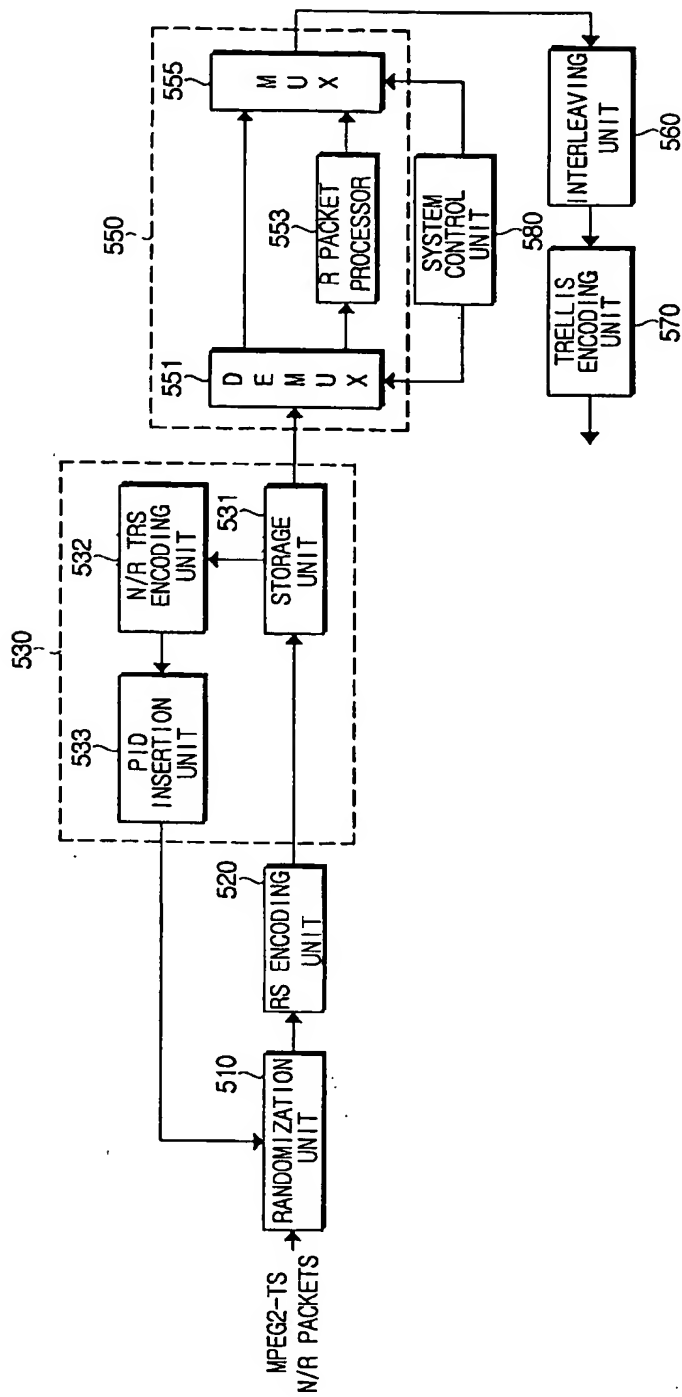 MPEG2-TS
N/R PACKETS
510
RANDOMIZATION
UNIT
520
RS ENCODING
UNIT
530
533
PID
INSERTION
UNIT
532
N/R TRS
ENCODING
UNIT
531
STORAGE
UNIT
550
551
DEMUX
553
R PACKET
PROCESSOR
555
MUX
SYSTEM
CONTROL
UNIT
580
INTERLEAVING
UNIT
560
TRELLIS
ENCODING
UNIT
570